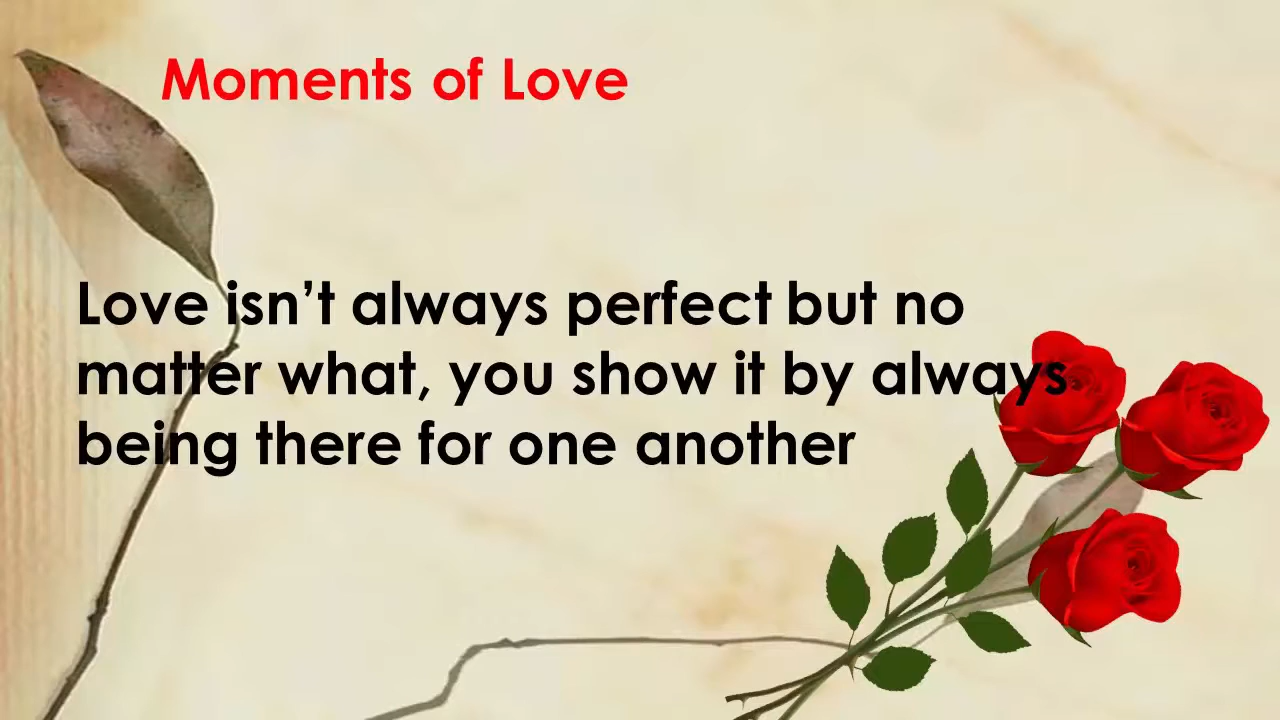 Moments of Love
Love isn’t always perfect but no
matter what, you show it by always
being there for one another